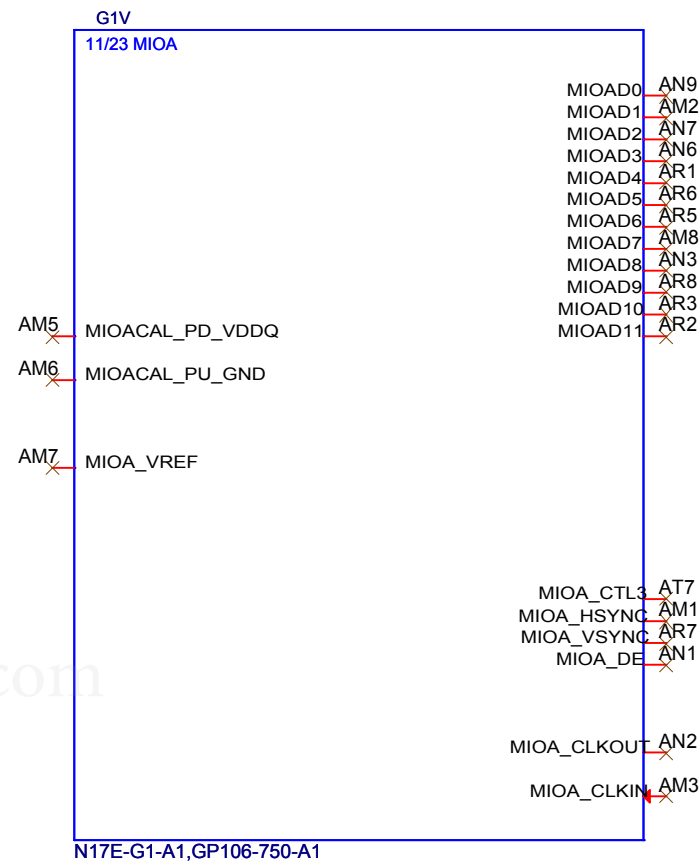 G1V
11/23 MIOA
MIOAD0 AN9
MIOAD1 AM2
MIOAD2 AN7
MIOAD3 AN6
MIOAD4 AR1
MIOAD5 AR6
MIOAD6 AR5
MIOAD7 AM8
MIOAD8 AN3
MIOAD9 AR8
MIOAD10 AR3
MIOAD11 AR2
AM5 MIOACAL_PD_VDDQ
AM6 MIOACAL_PU_GND
AM7 MIOA_VREF
MIOA_CTL3 AT7
MIOA_HSYNC AM1
MIOA_VSYNC AR7
MIOA_DE AN1
com
MIOA_CLKOUT AN2
MIOA_CLKIN AM3
N17E-G1-A1,GP106-750-A1